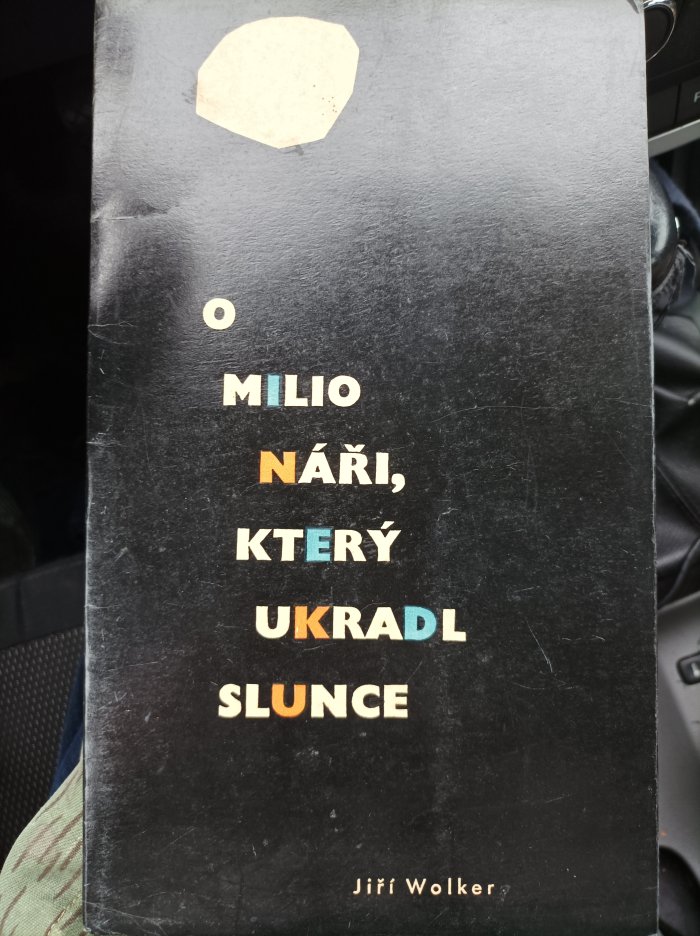 O
MILIO
NÁŘI,
KTERÝ
UKRADL
SLUNCE
Jiří Wolker